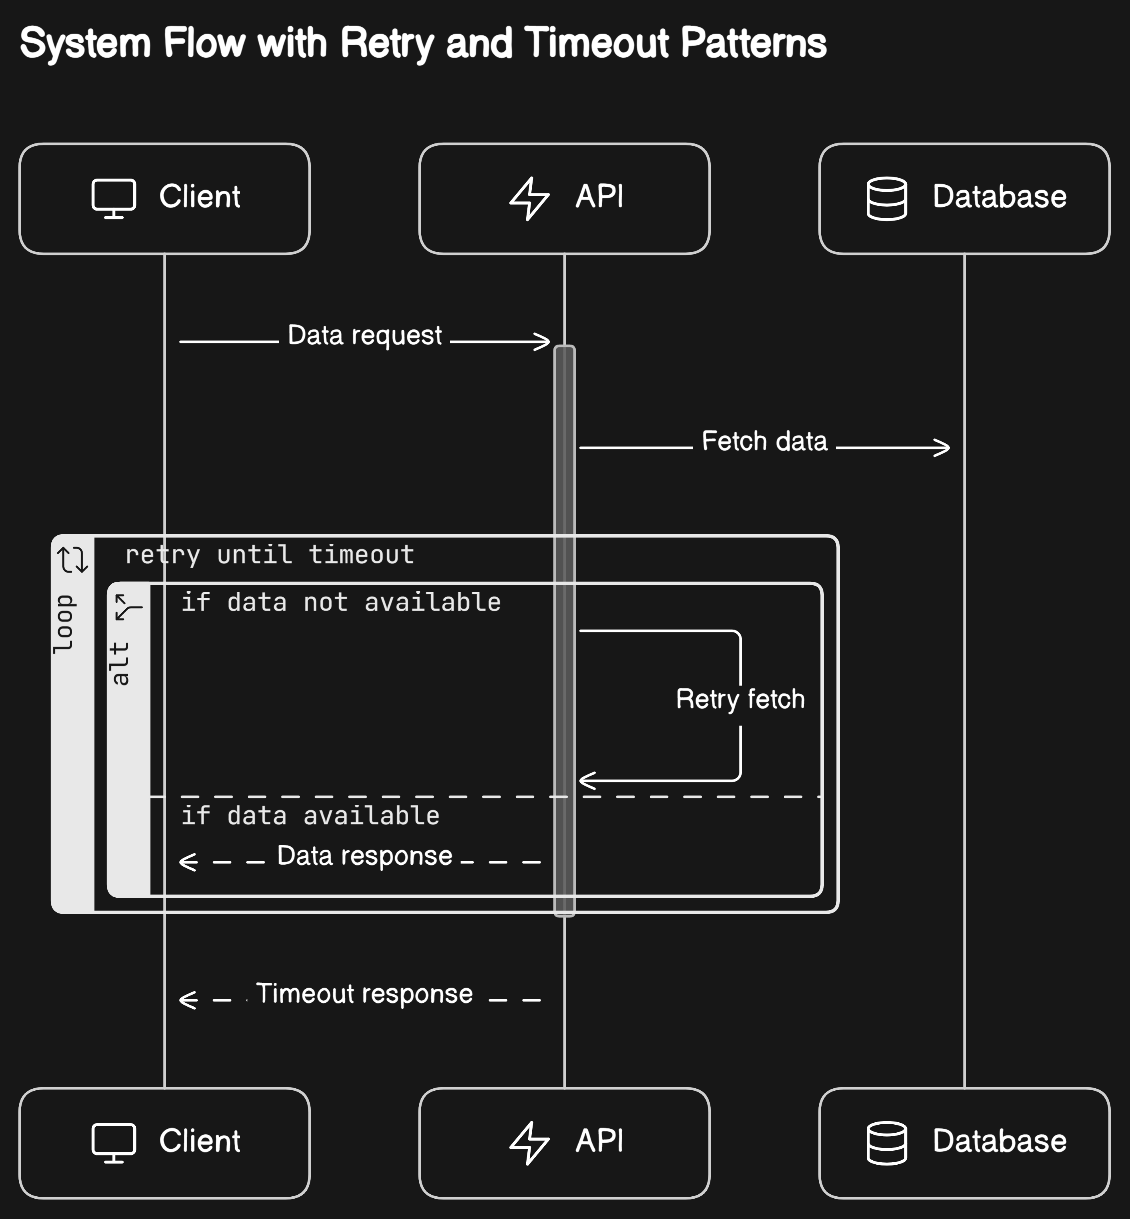 System Flow with Retry and Timeout Patterns
Client
API
Database
Data request
Fetch data
loop
retry until timeout
alt
if data not available
Retry fetch
if data available
Data response
Timeout response
Client
API
Database